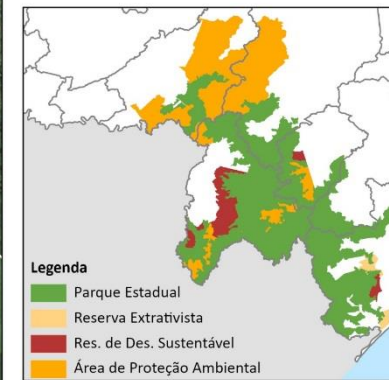 Legenda
Parque Estadual
Reserva Extrativista
Res. de Des. Sustentável
Área de Proteção Ambiental